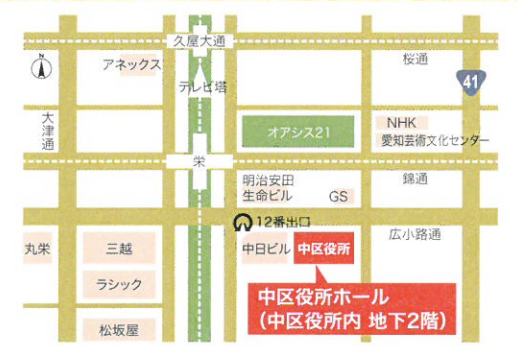 久屋大通
桜通
アネックス
テレビ塔
41
大津通
オアシス21
NHK
愛知芸術文化センター
栄
錦通
明治安田
生命ビル
GS
12番出口
広小路通
丸栄
三越
中日ビル
中区役所
ラシック
中区役所ホール
(中区役所内 地下2階)
松坂屋